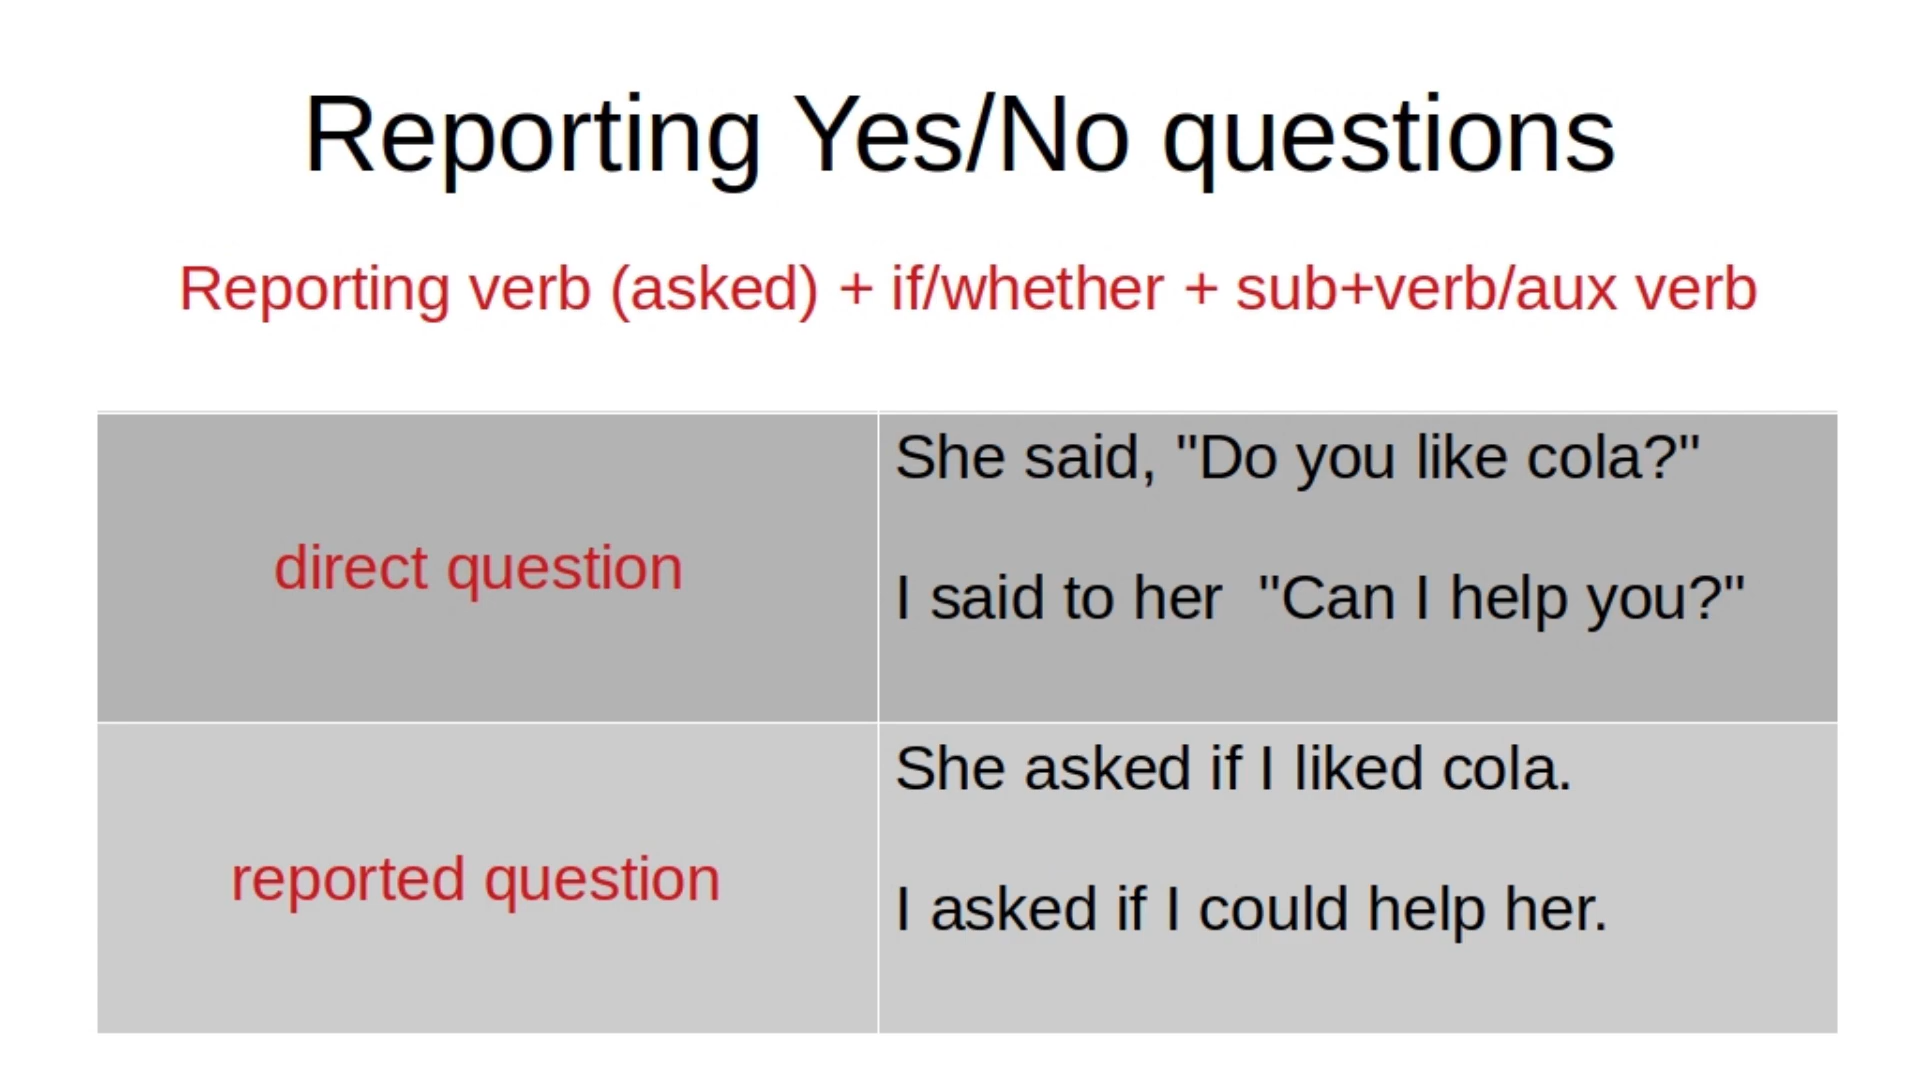 Reporting Yes/No questions
Reporting verb (asked) + if/whether + sub+verb/aux verb
direct question
She said, "Do you like cola?"
I said to her  "Can I help you?"
reported question
She asked if I liked cola.
I asked if I could help her.